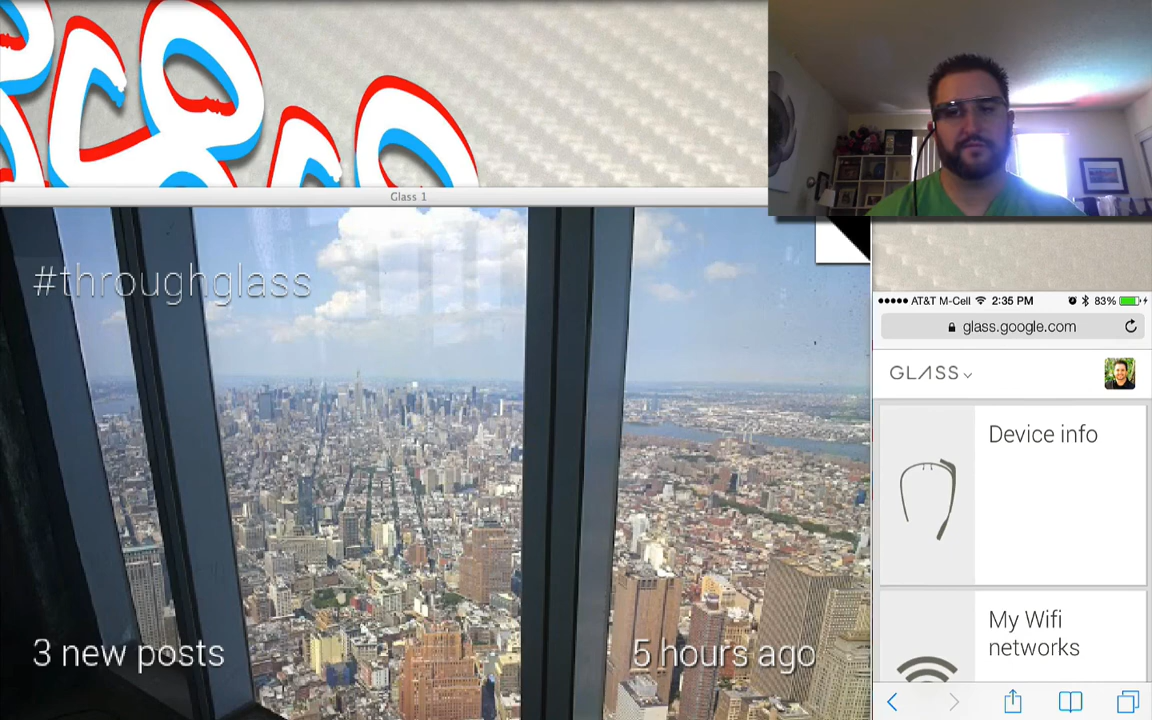 Glass 1
#throughglass
3 new posts
5 hours ago
AT&T M-Cell 2:35 PM 83%
glass.google.com
GLASS
Device info
My Wifi
networks